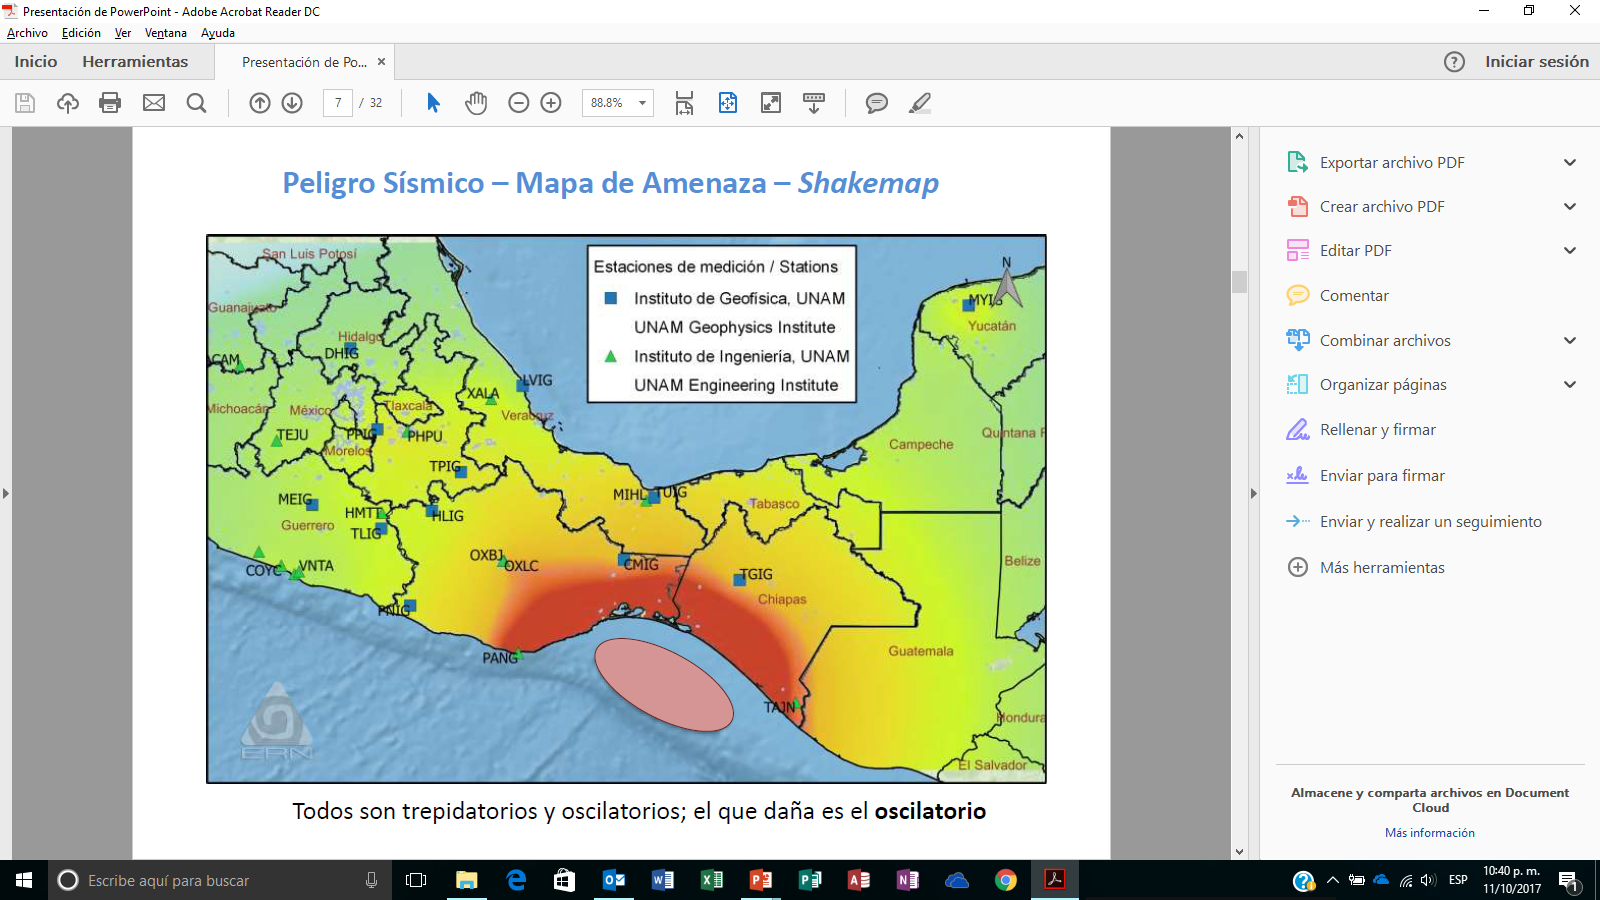 Presentación de PowerPoint - Adobe Acrobat Reader DC
Archivo Edición Ver Ventana Ayuda
Inicio Herramientas Presentación de Po... × Iniciar sesión
7 / 32 88.8%
Peligro Sísmico – Mapa de Amenaza – Shakemap
Estaciones de medición / Stations
Instituto de Geofísica, UNAM
UNAM Geophysics Institute
Instituto de Ingeniería, UNAM
UNAM Engineering Institute
N
San Luis Potosí
Guanajuato
Hidalgo
DHIG
CAM
Michoacán
México
Tlaxcala
XALA
LVIG
Veracruz
TEJU
PPIG
PHPU
Morelos
TPIG
MEIG
Guerrero
HMTT
TLIG
HLIG
COYC
VNTA
PNIG
OXBJ
OXLC
PANG
MIHL
TUIG
CMIG
Tabasco
TGIG
Chiapas
TAJN
Yucatán
Campeche
Quintana R
Belize
Guatemala
Hondura
El Salvador
ERN
Todos son trepidatorios y oscilatorios; el que daña es el oscilatorio
Exportar archivo PDF
Crear archivo PDF
Editar PDF
Comentar
Combinar archivos
Organizar páginas
Rellenar y firmar
Enviar para firmar
Enviar y realizar un seguimiento
Más herramientas
Almacene y comparta archivos en Document
Cloud
Más información
Escribe aquí para buscar
ESP
10:40 p. m.
11/10/2017
1